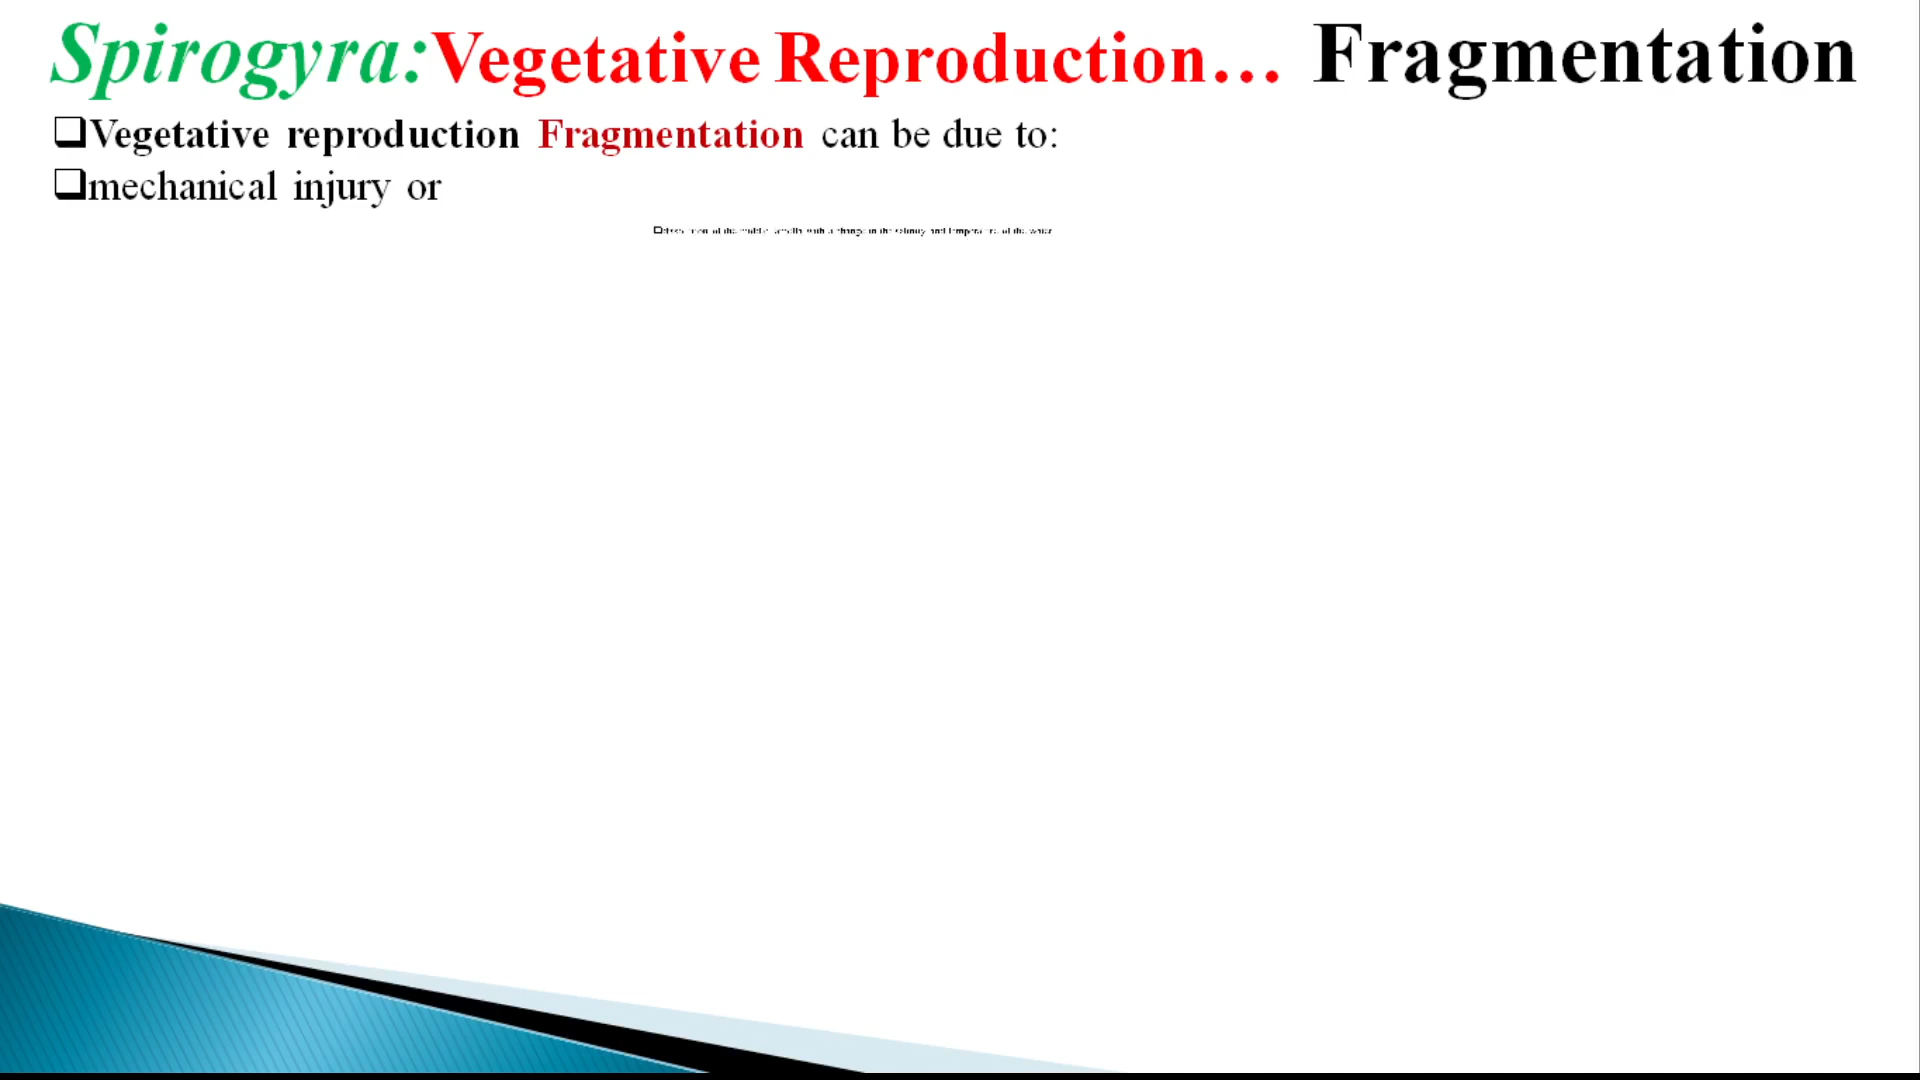 Spirogyra:Vegetative Reproduction… Fragmentation
❑Vegetative reproduction Fragmentation can be due to:
❑mechanical injury or
❑ of the middle lamella with a change in the salinity and temperature of the water